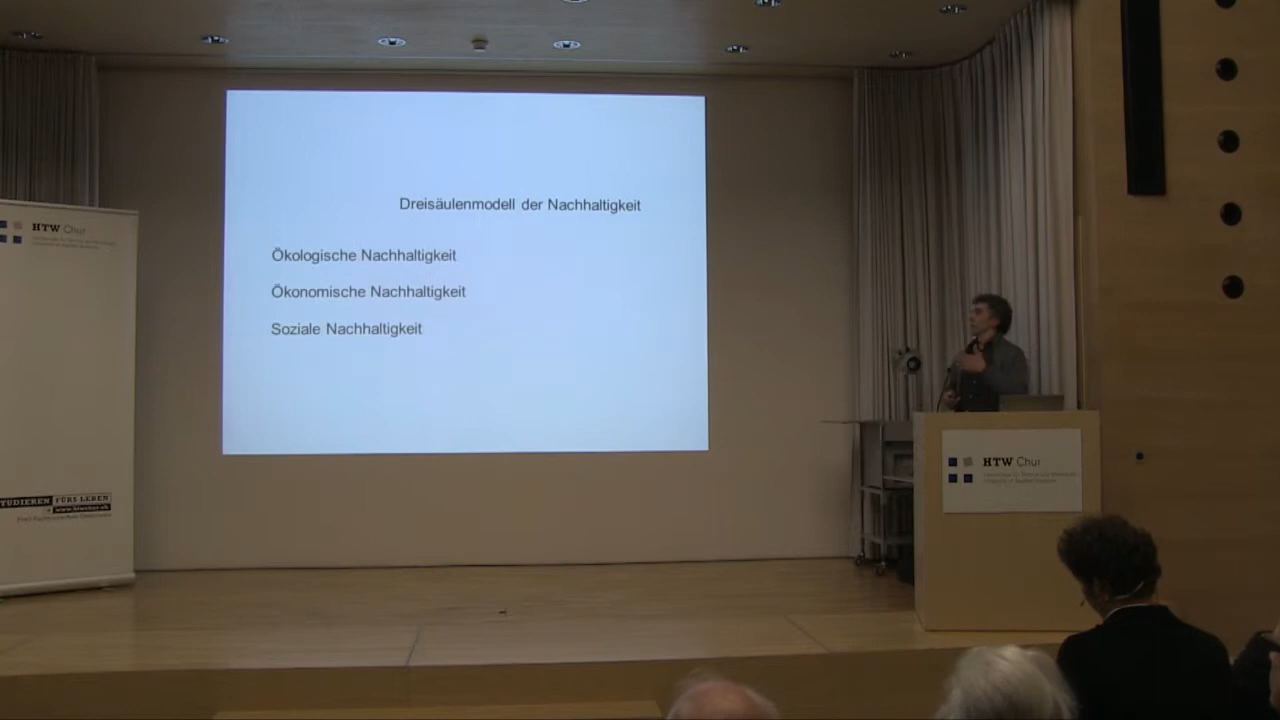 Dreisäulenmodell der Nachhaltigkeit
Ökologische Nachhaltigkeit
Ökonomische Nachhaltigkeit
Soziale Nachhaltigkeit
HTW Chur
STUDIEREN FÜRS LEBEN
HTW Chur